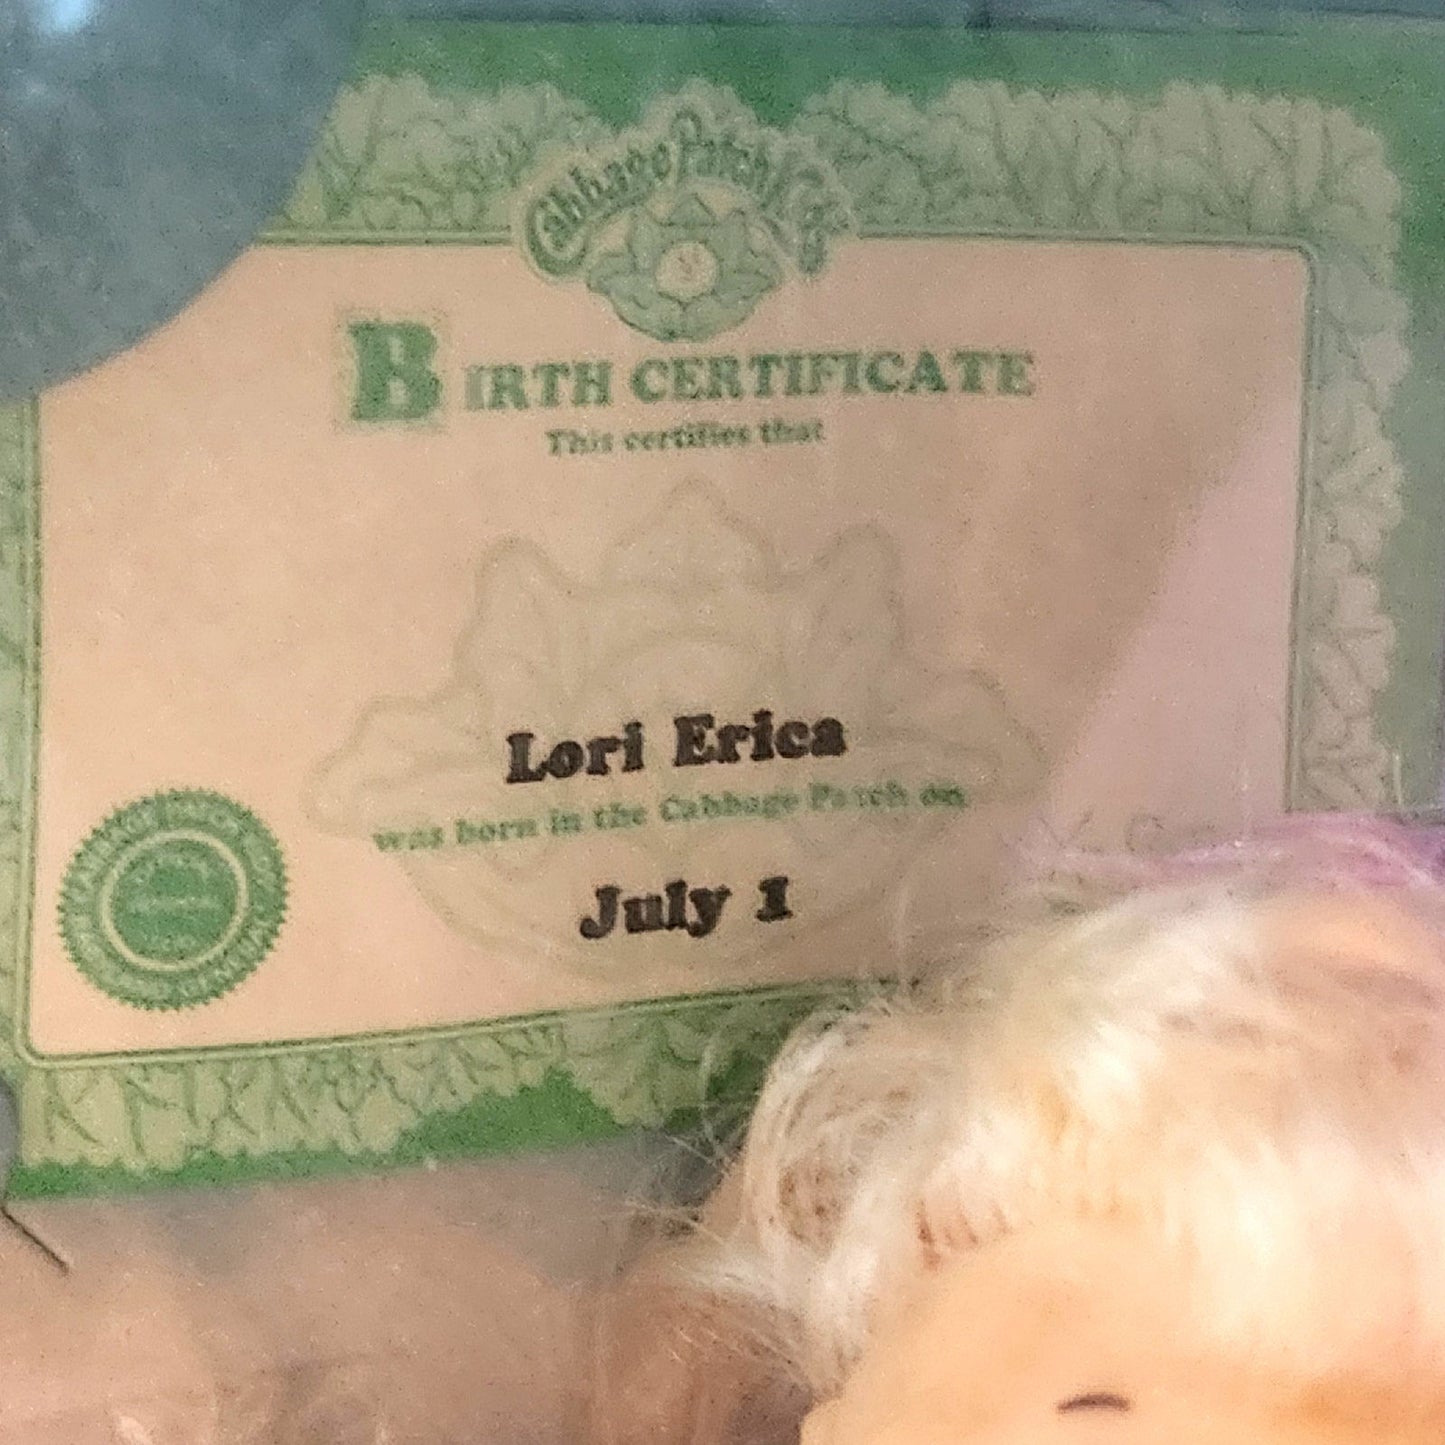 Cabbage Patch Kids
BIRTH CERTIFICATE
This certifies that
Lori Erica
was born in the Cabbage Patch on
July 1